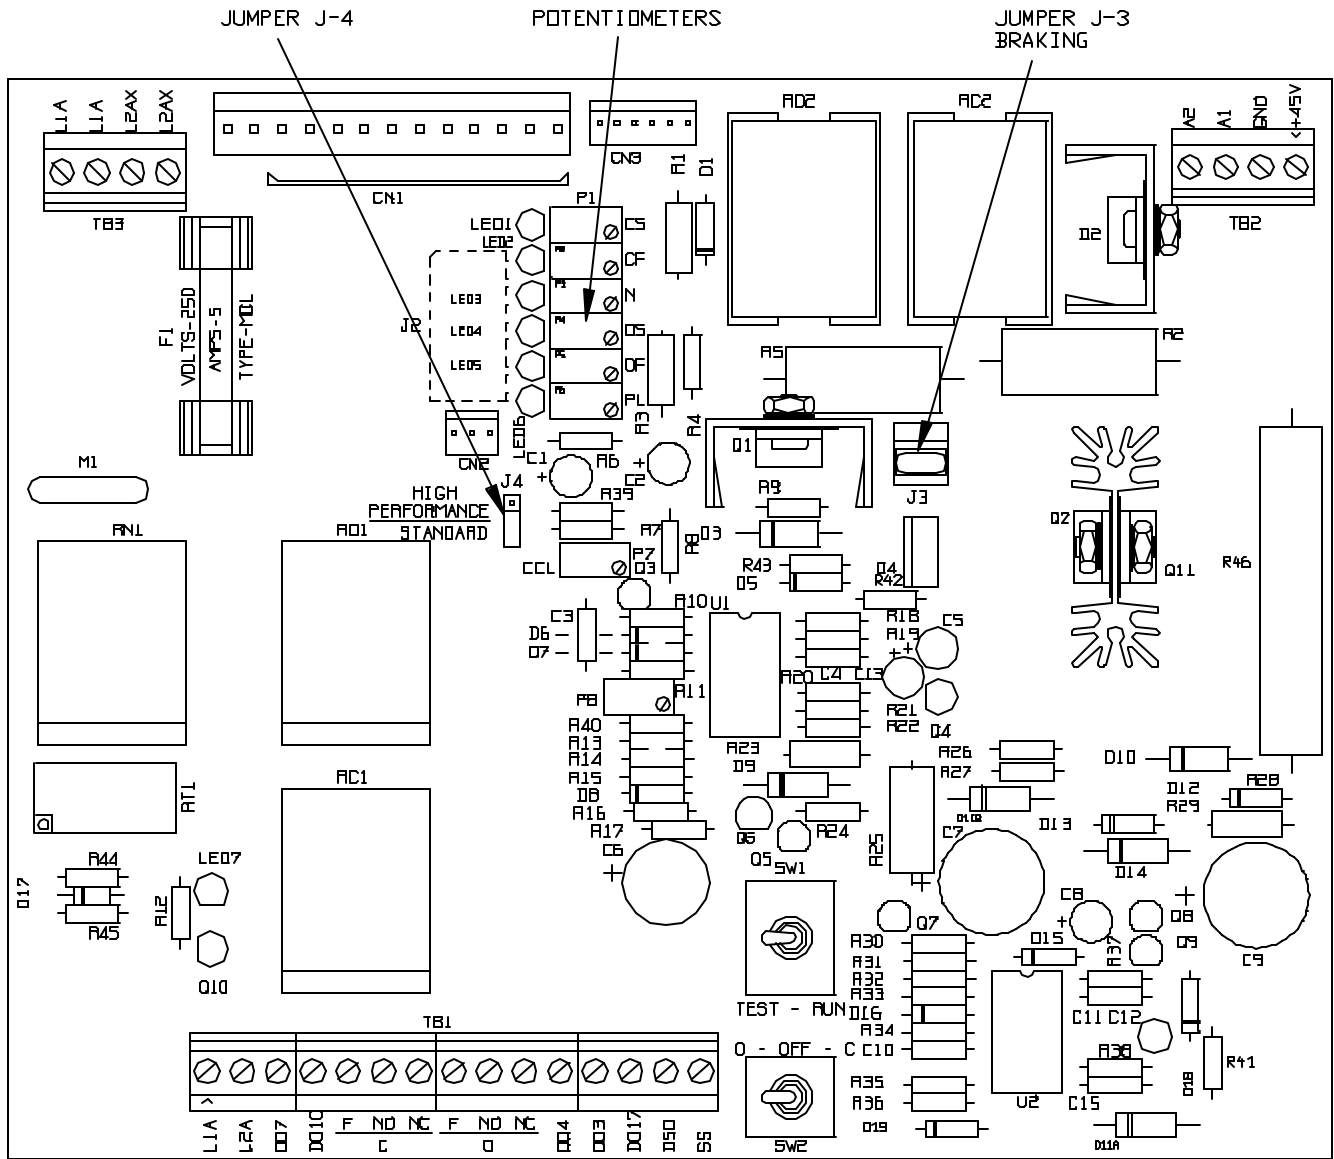 JUMPER J-4
POTENTIOMETERS
JUMPER J-3
BRAKING
L1A
L1A
L2AX
L2AX
TB3
CN1
CN3
R1
D1
RO2
RC2
A2
A1
GND
+45V
TB2
D2
P1
LED1
LED2
LED3
LED4
LED5
LED6
J2
CS
CF
N
OS
OF
PL
F1
VOLTS-250
AMPS-5
TYPE-MDL
R3
R4
R5
R2
CN2
C1
R6
C2
Q1
J3
M1
J4
HIGH
PERFORMANCE
STANDARD
R39
R9
R7
R8
D3
Q2
Q11
R46
RN1
RO1
CCL
P7
Q3
R43
D5
D4
R42
R10
U1
C3
D6
D7
R18
R19
C5
R20
C4
C13
P8
R11
R21
R22
Q4
R40
R13
R14
R15
D8
R16
R17
R23
D9
R26
R27
D10
D12
R28
R29
RC1
RT1
Q6
Q5
R24
R25
C7
D13
D14
C6
SW1
R44
R45
D17
R12
LED7
Q10
C8
Q7
Q8
Q9
D15
R37
C9
R30
R31
R32
R33
D16
R34
C10
TEST - RUN
O - OFF - C
C11
C12
R38
R41
D18
R35
R36
D19
U2
C15
D11A
SW2
TB1
L1A
L2A
DO7
DO10
F
NO
NC
C
F
NO
NC
O
DO4
DO3
DO17
D50
S5